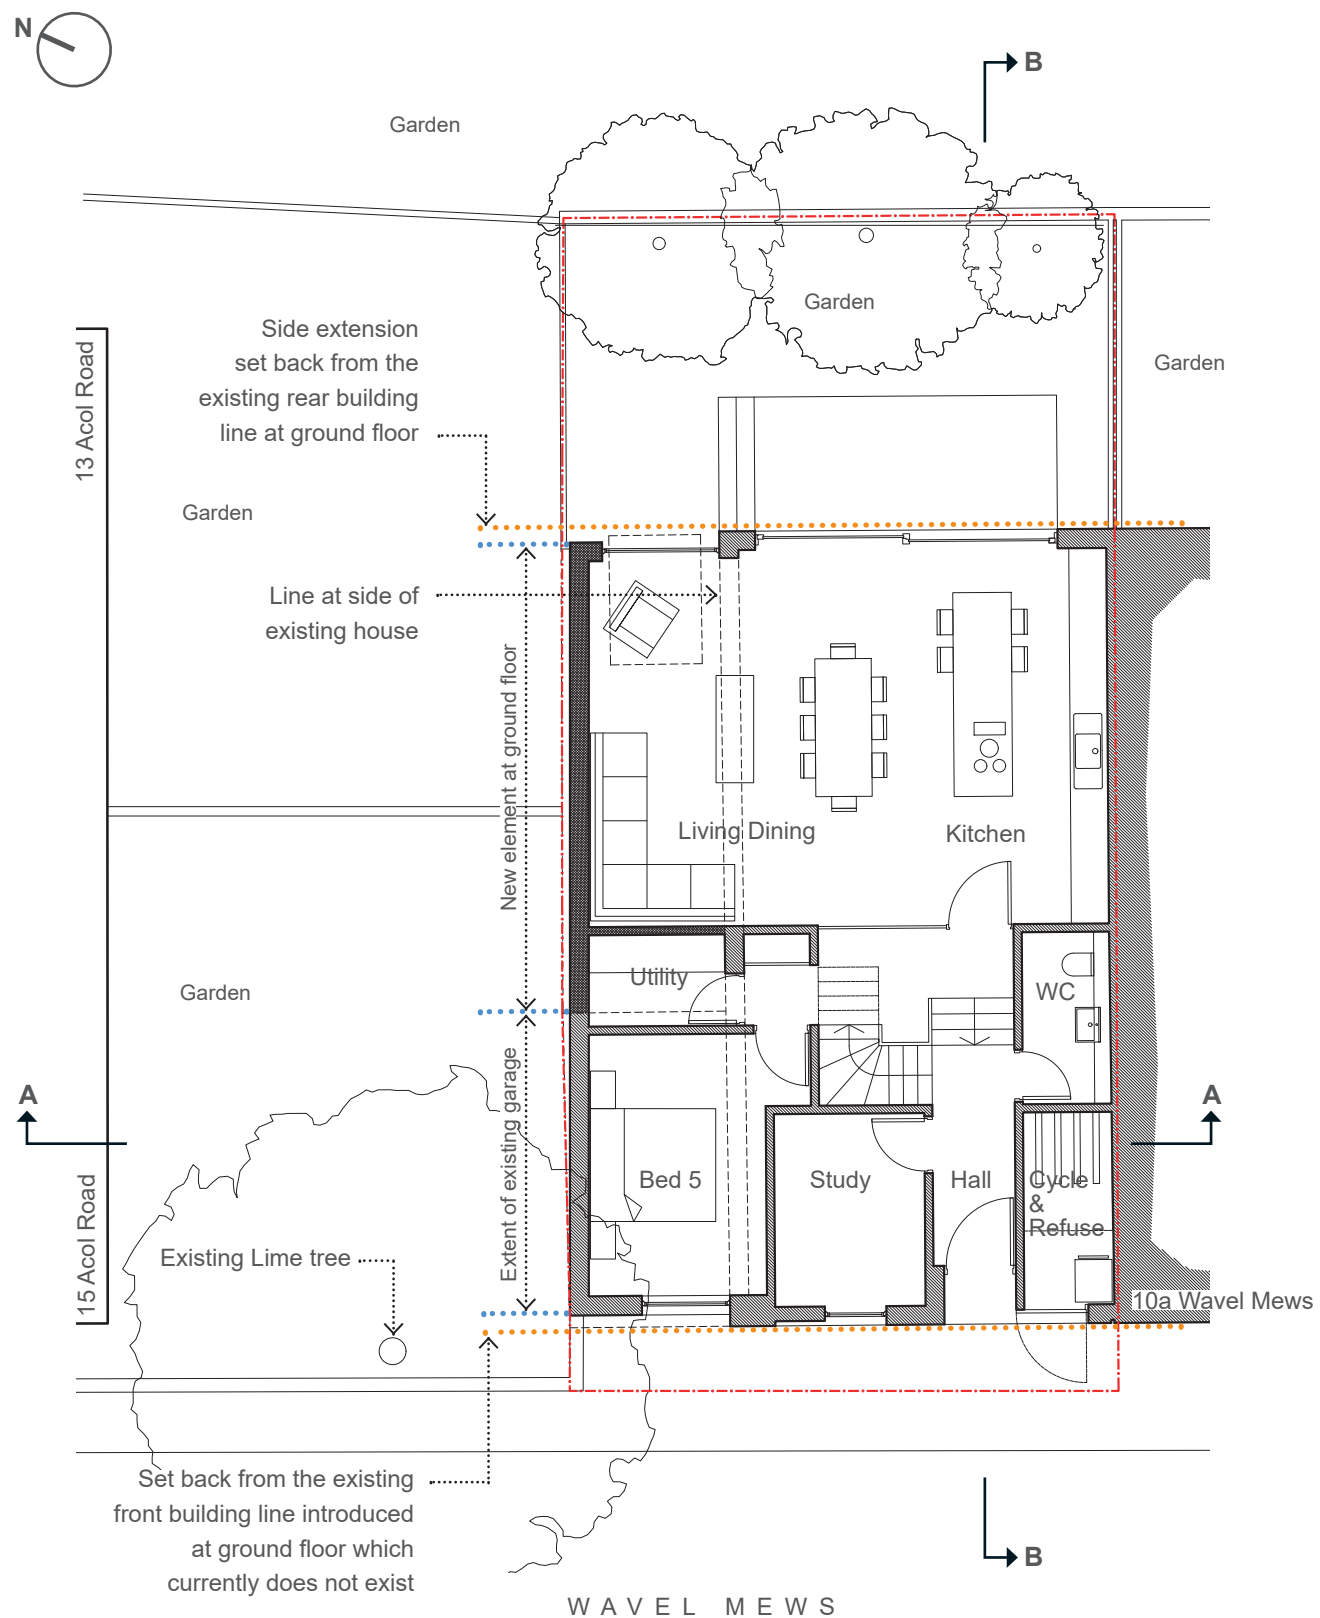 N
B
Garden
Garden
Side extension
set back from the
existing rear building
line at ground floor
13 Acol Road
Garden
Garden
Line at side of
existing house
New element at ground floor
Living Dining
Kitchen
Utility
WC
Garden
Extent of existing garage
A
A
Bed 5
Study
Hall
Cycle
&
Refuse
15 Acol Road
Existing Lime tree
10a Wavel Mews
Set back from the existing
front building line introduced
at ground floor which
currently does not exist
B
WAVEL MEWS